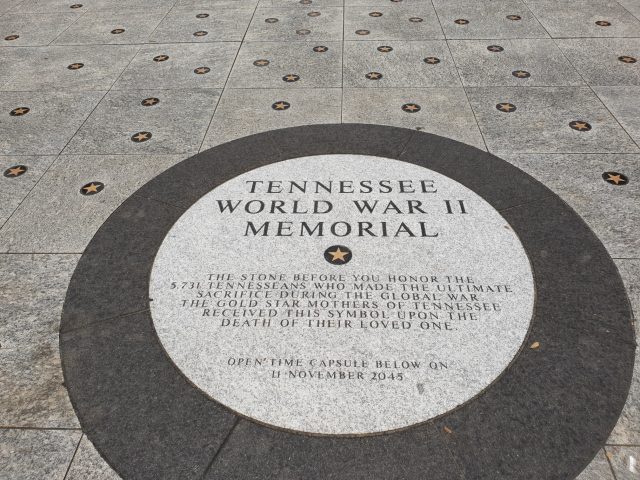 TENNESSEE
WORLD WAR II
MEMORIAL
THE STONE BEFORE YOU HONOR THE
5,731 TENNESSEANS WHO MADE THE ULTIMATE
SACRIFICE DURING THE GLOBAL WAR
THE GOLD STAR MOTHERS OF TENNESSEE
RECEIVED THIS SYMBOL UPON THE
DEATH OF THEIR LOVED ONE.
OPEN TIME CAPSULE BELOW ON
11 NOVEMBER 2045